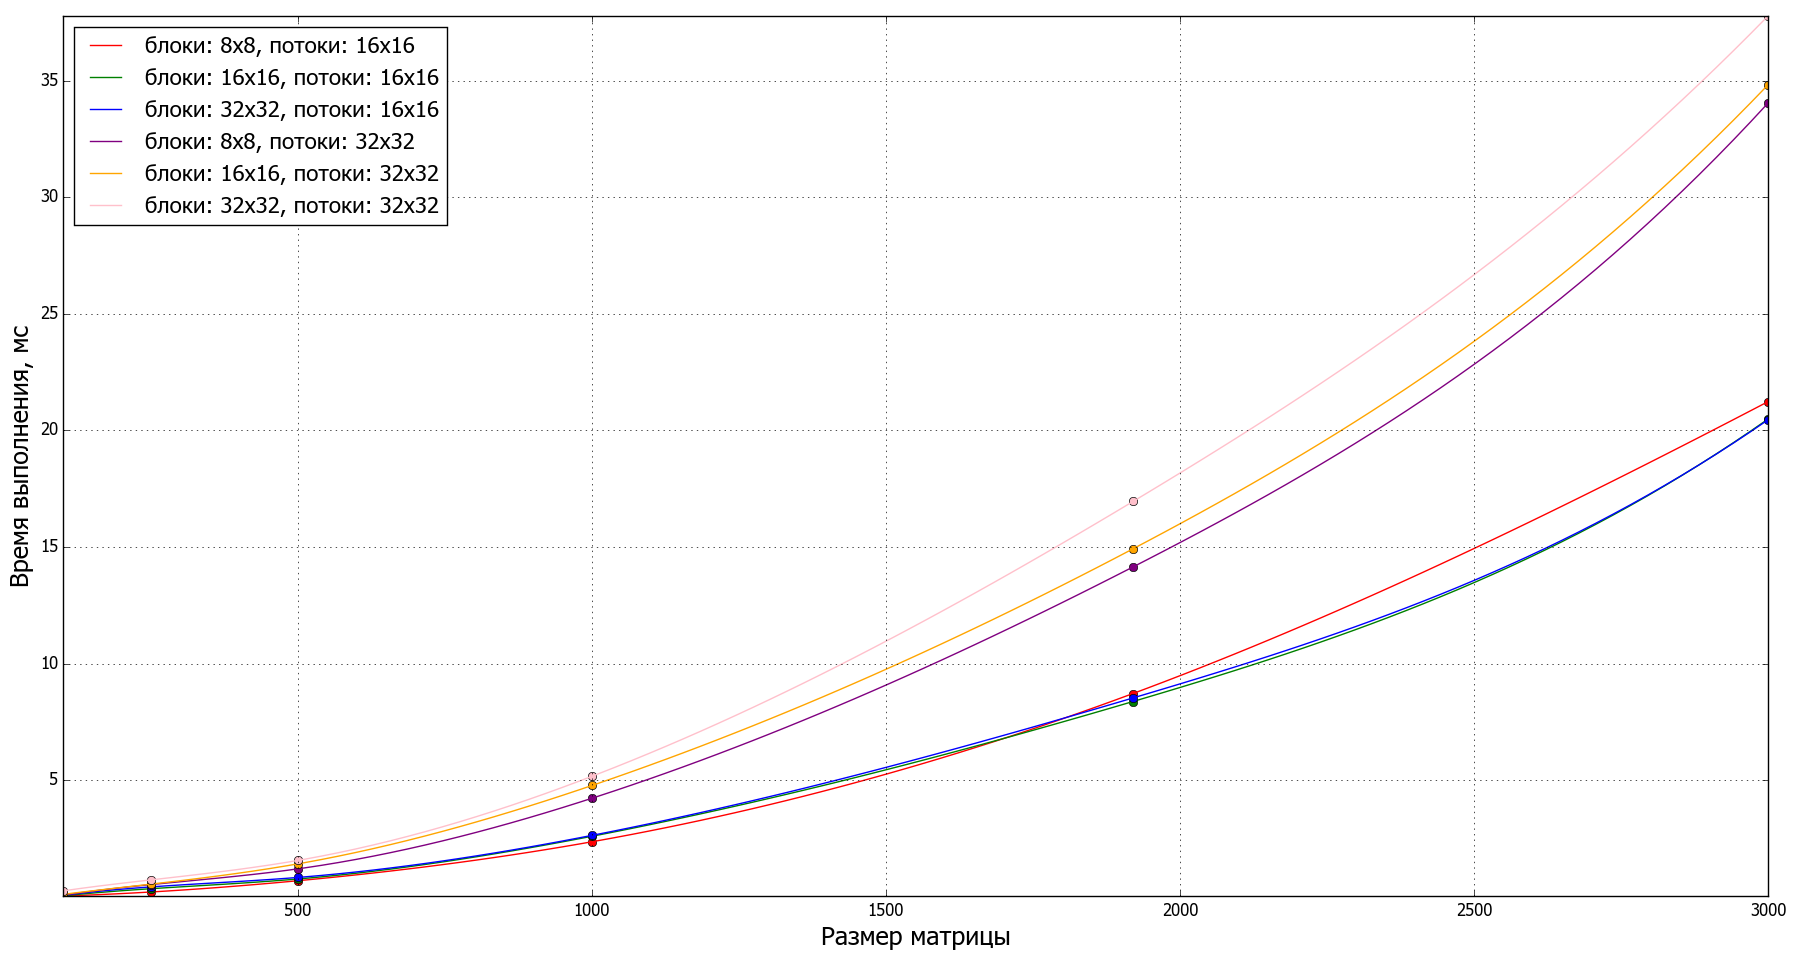 блоки: 8x8, потоки: 16x16
блоки: 16x16, потоки: 16x16
блоки: 32x32, потоки: 16x16
блоки: 8x8, потоки: 32x32
блоки: 16x16, потоки: 32x32
блоки: 32x32, потоки: 32x32
Время выполнения, мс
35
30
25
20
15
10
5
500 1000 1500 2000 2500 3000
Размер матрицы